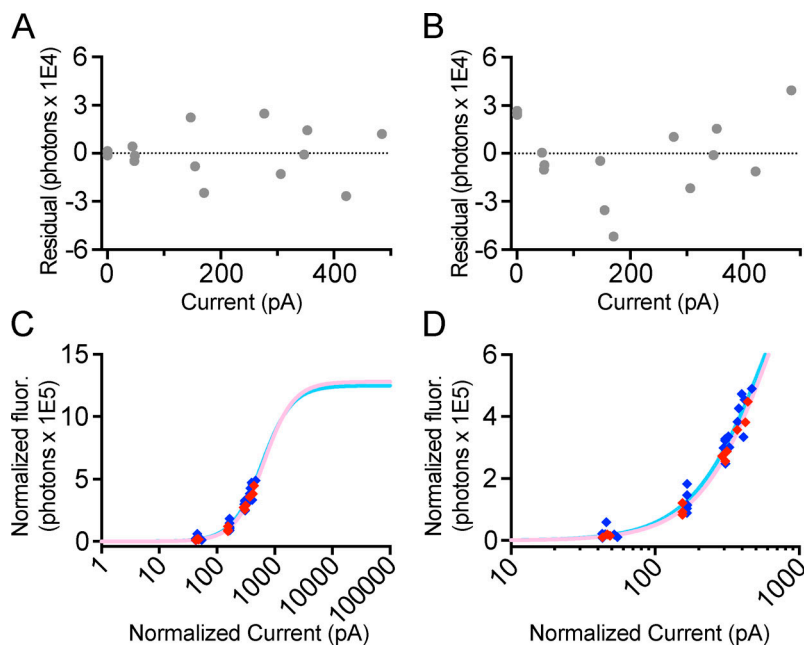 A
Residual (photons x 1E4)
6
3
0
-3
-6
0
200
400
Current (pA)
B
Residual (photons x 1E4)
6
3
0
-3
-6
0
200
400
Current (pA)
C
Normalized fluor.
(photons x 1E5)
15
10
5
0
1
10
100
1000
10000
100000
Normalized Current (pA)
D
Normalized fluor.
(photons x 1E5)
6
4
2
0
10
100
1000
Normalized Current (pA)